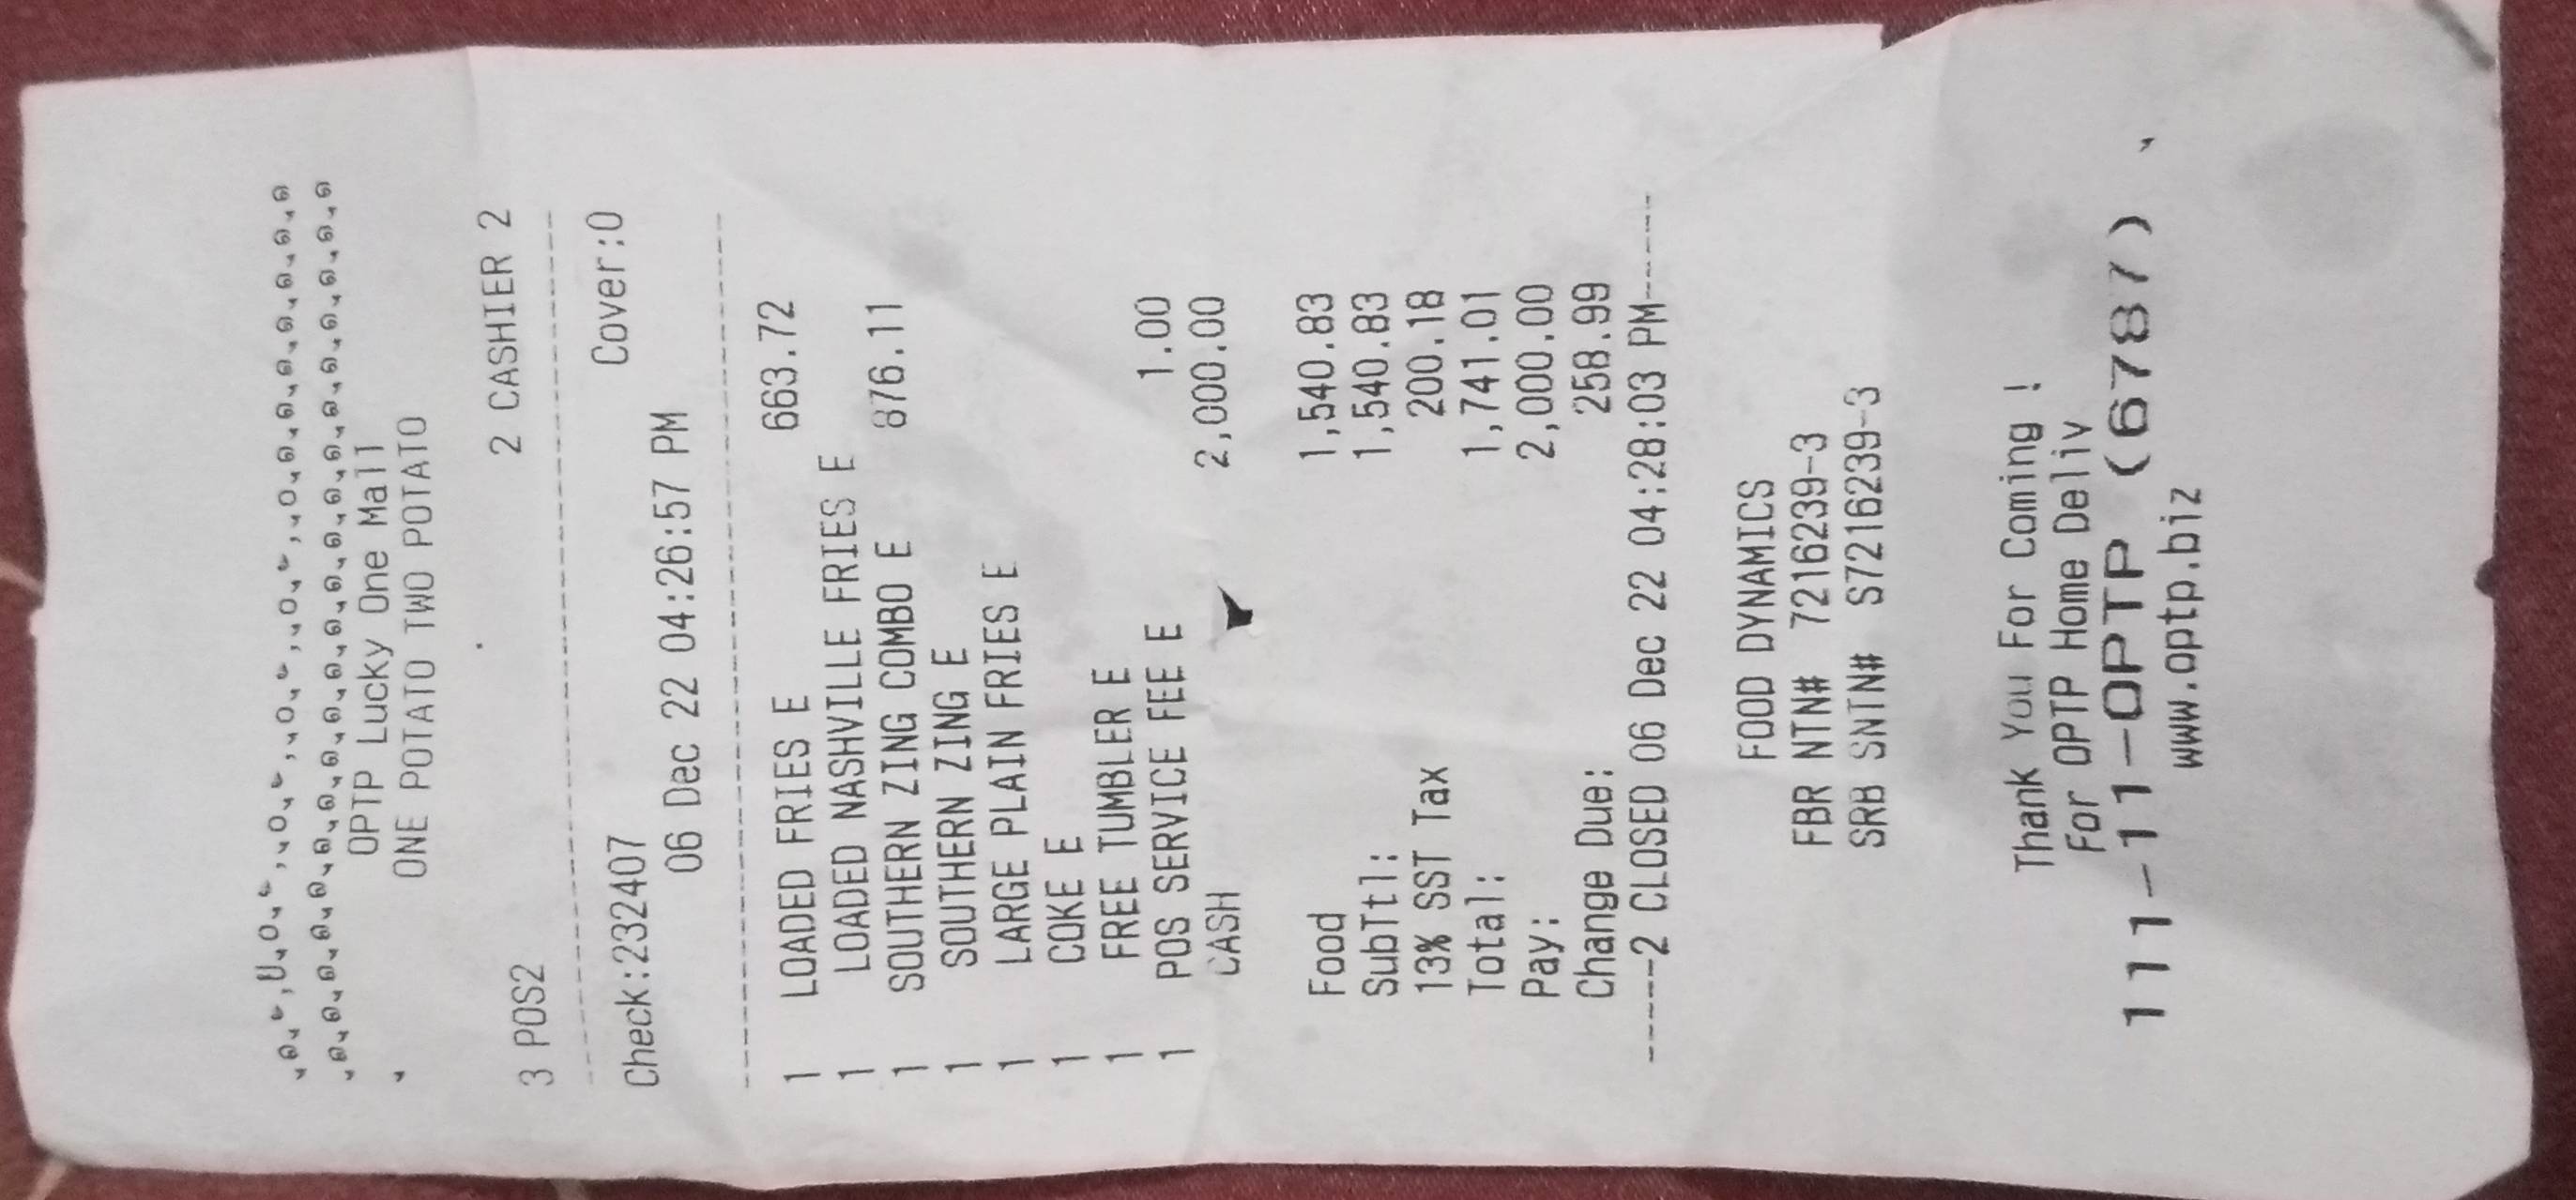 OPTP Lucky One Mall
ONE POTATO TWO POTATO
3 POS2 2 CASHIER 2
Check:232407 Cover:0
06 Dec 22 04:26:57 PM
1 LOADED FRIES E 663.72
1 LOADED NASHVILLE FRIES E
1 SOUTHERN ZING COMBO E 876.11
1 SOUTHERN ZING E
1 LARGE PLAIN FRIES E
1 COKE E
1 FREE TUMBLER E
1 POS SERVICE FEE E 1.00
CASH 2,000.00
Food 1,540.83
SubTtl: 1,540.83
13% SST Tax 200.18
Total: 1,741.01
Pay: 2,000.00
Change Due: 258.99
-----2 CLOSED 06 Dec 22 04:28:03 PM-----
FOOD DYNAMICS
FBR NTN# 7216239-3
SRB SNTN# S7216239-3
Thank You For Coming !
For OPTP Home Deliv
111-11-OPTP (6787)
www.optp.biz